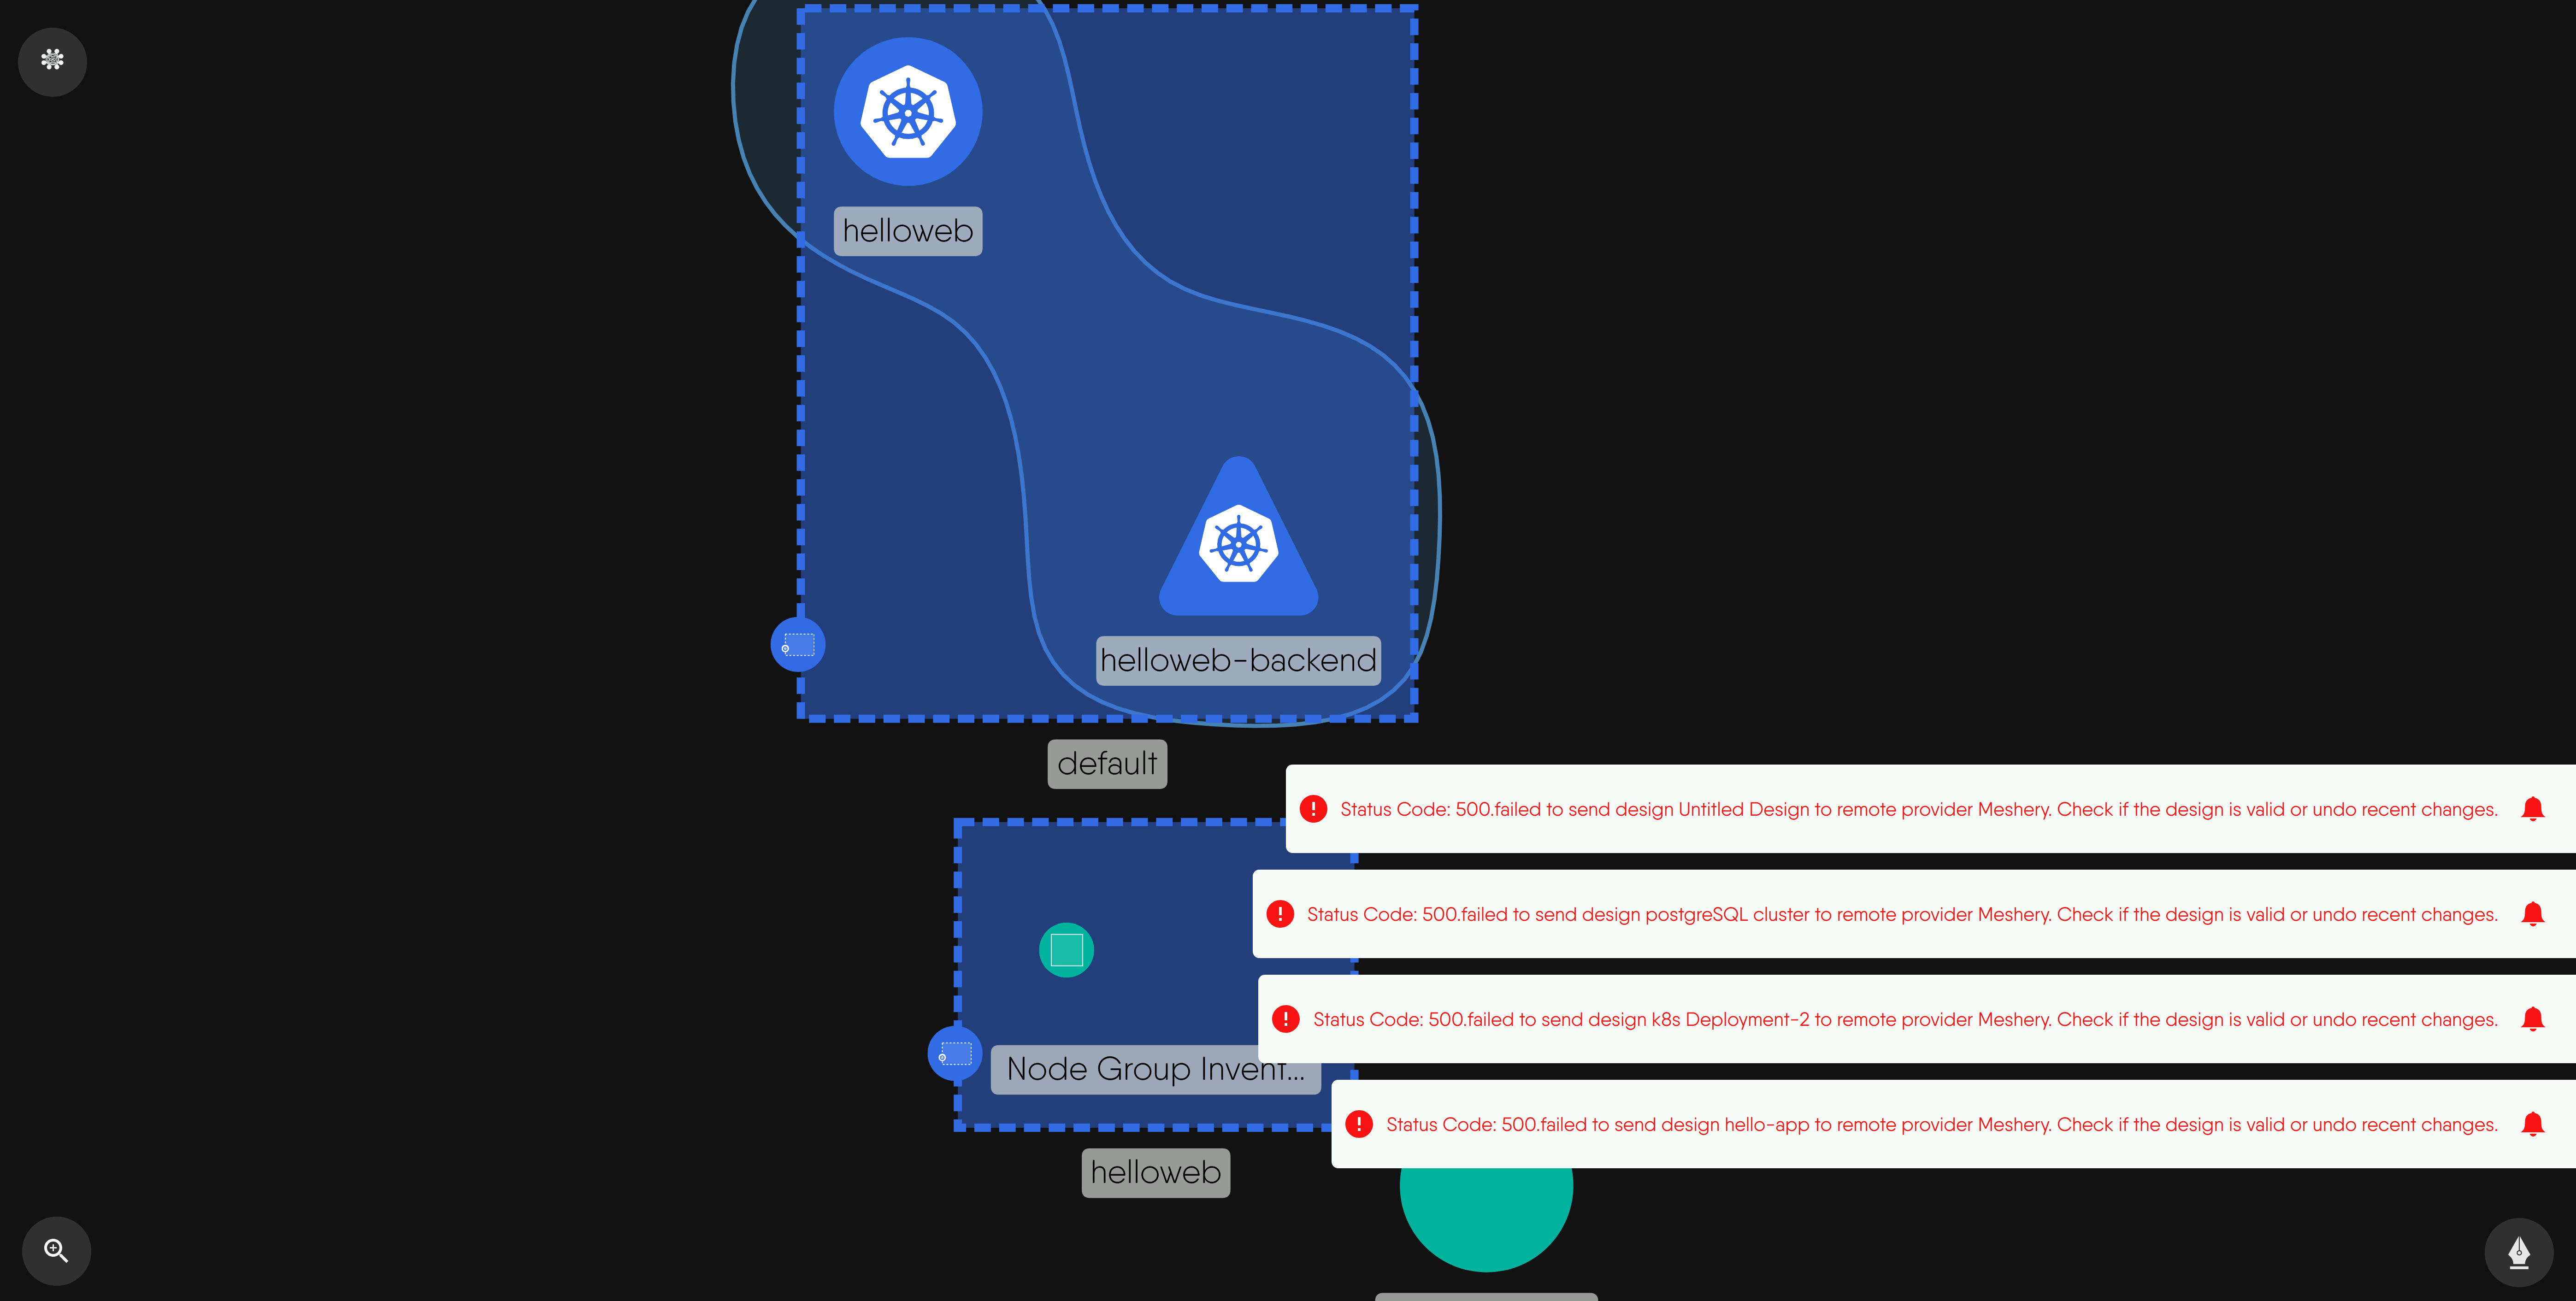 helloweb
helloweb-backend
default
Status Code: 500.failed to send design Untitled Design to remote provider Meshery. Check if the design is valid or undo recent changes.
Status Code: 500.failed to send design postgreSQL cluster to remote provider Meshery. Check if the design is valid or undo recent changes.
Status Code: 500.failed to send design k8s Deployment-2 to remote provider Meshery. Check if the design is valid or undo recent changes.
Node Group Invent...
Status Code: 500.failed to send design hello-app to remote provider Meshery. Check if the design is valid or undo recent changes.
helloweb